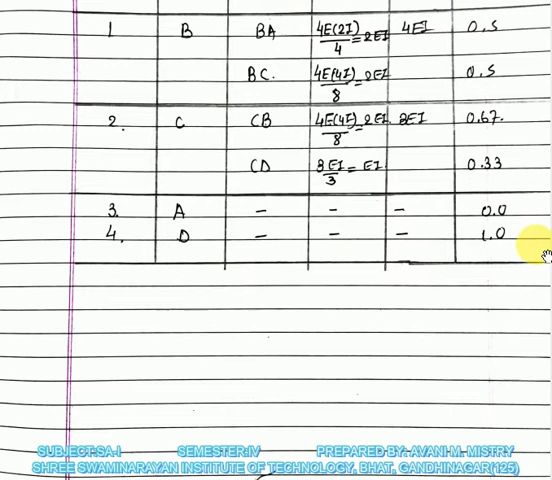 1 B BA 4E(2I)/4 = 2EI 4EI 0.5
BC. 4E(4I)/8 = 2EI 0.5
2. C CB 4E(4I)/8 = 2EI. 3EI 0.67.
CD 3EI/3 = EI 0.33
3. A - - - 0.0
4. D - - - 1.0
SUBJECT:SA-I SEMESTER:IV PREPARED BY: AVANI M. MISTRY
SHREE SWAMINARAYAN INSTITUTE OF TECHNOLOGY, BHAT, GANDHINAGAR(125)